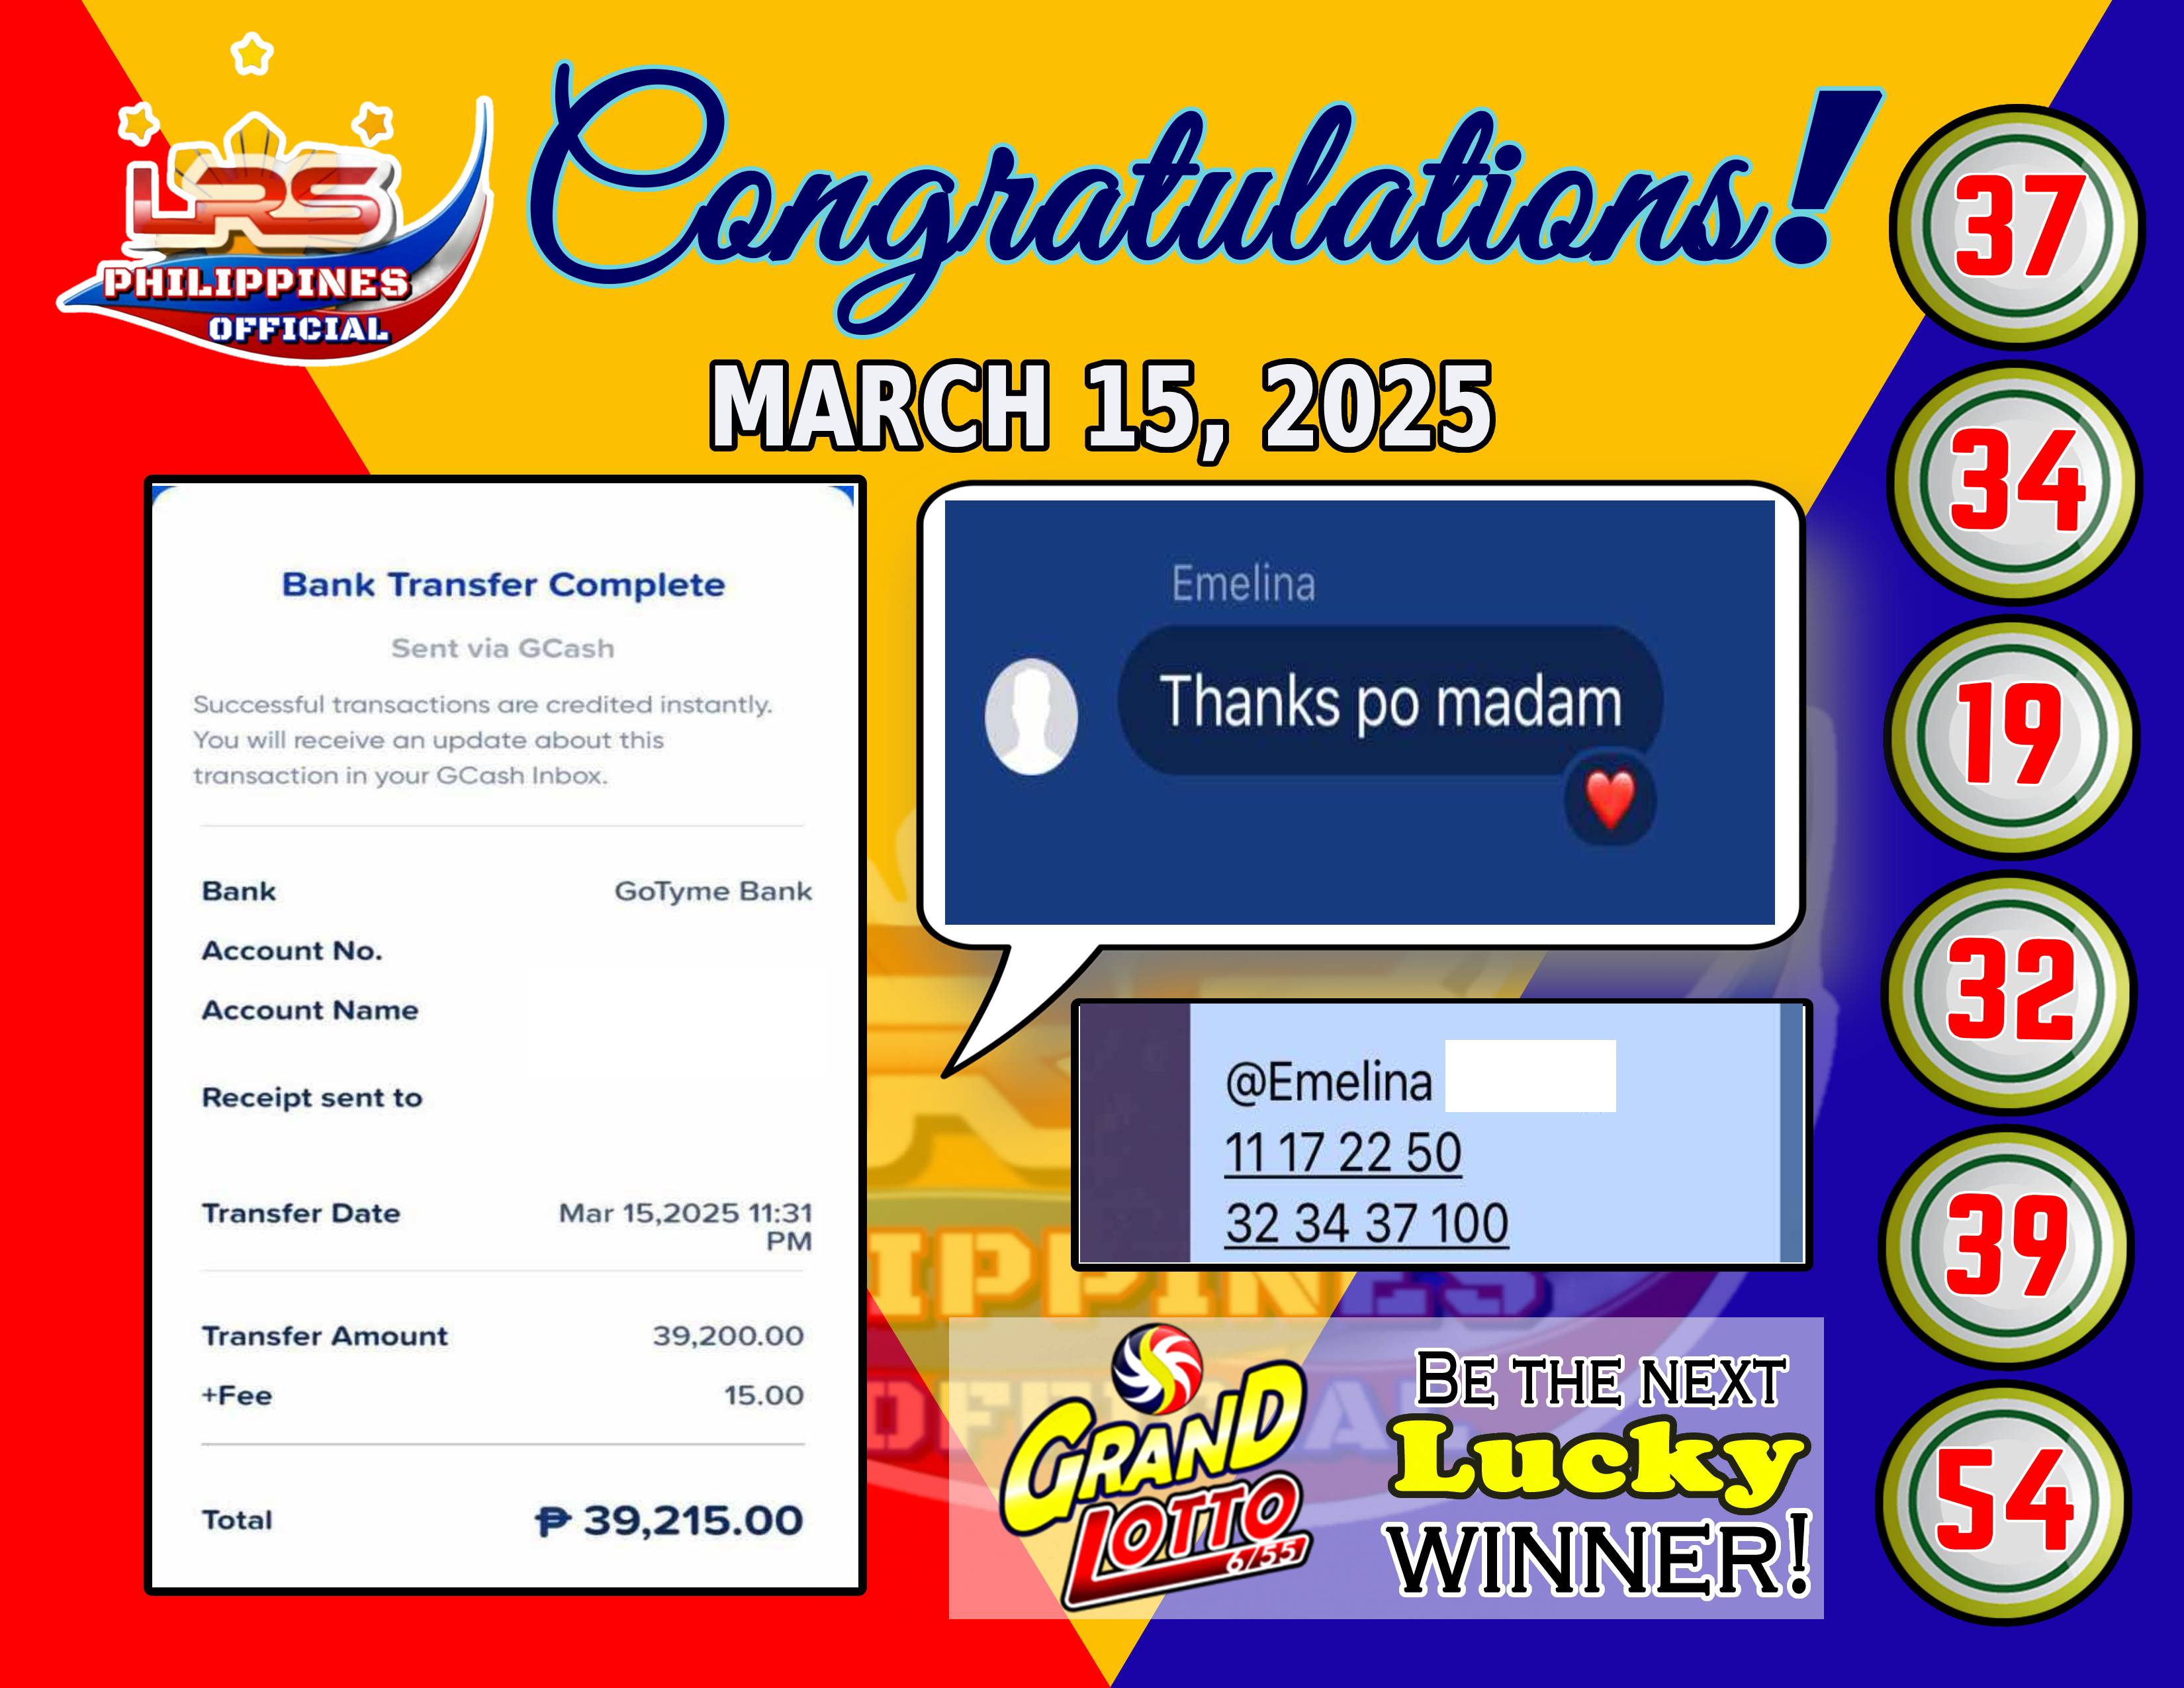 LRS
PHILIPPINES
OFFICIAL
Congratulations!
MARCH 15, 2025
Bank Transfer Complete
Sent via GCash
Successful transactions are credited instantly.
You will receive an update about this
transaction in your GCash Inbox.
Bank GoTyme Bank
Account No.
Account Name
Receipt sent to
Transfer Date Mar 15,2025 11:31
PM
Transfer Amount 39,200.00
+Fee 15.00
Total ₱ 39,215.00
Emelina
Thanks po madam
@Emelina
11 17 22 50
32 34 37 100
GRAND
LOTTO
6/55
BE THE NEXT
Lucky
WINNER!
37
34
19
32
39
54